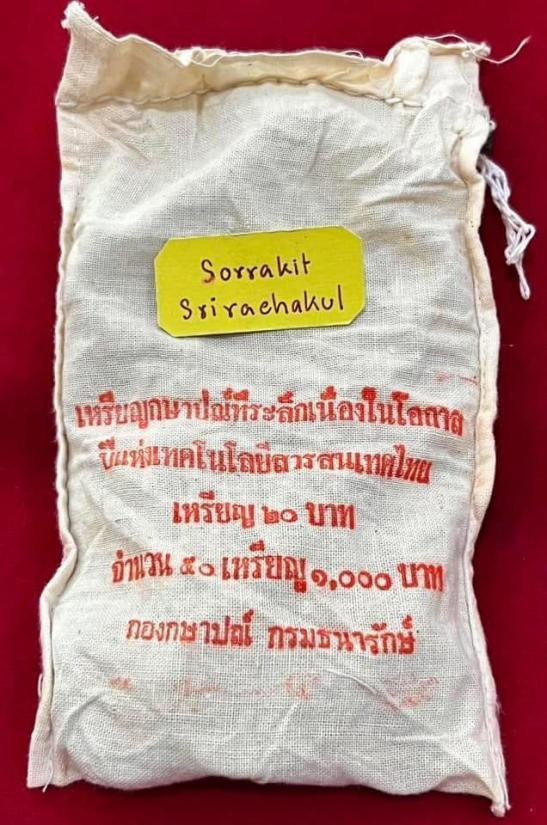 Sorrakit
Srirachakul
เหรียญกษาปณ์ที่ระลึกเนื่องในโอกาส
ปีแห่งเทคโนโลยีสารสนเทศไทย
เหรียญ ๒๐ บาท
จำนวน ๕๐ เหรียญ ๑,๐๐๐ บาท
กองกษาปณ์ กรมธนารักษ์